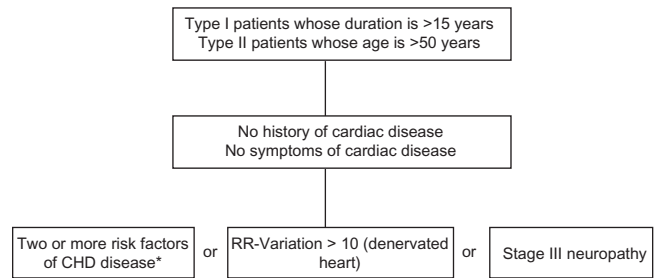 Type I patients whose duration is >15 years
Type II patients whose age is >50 years
No history of cardiac disease
No symptoms of cardiac disease
Two or more risk factors
of CHD disease*
or
RR-Variation > 10 (denervated
heart)
or
Stage III neuropathy